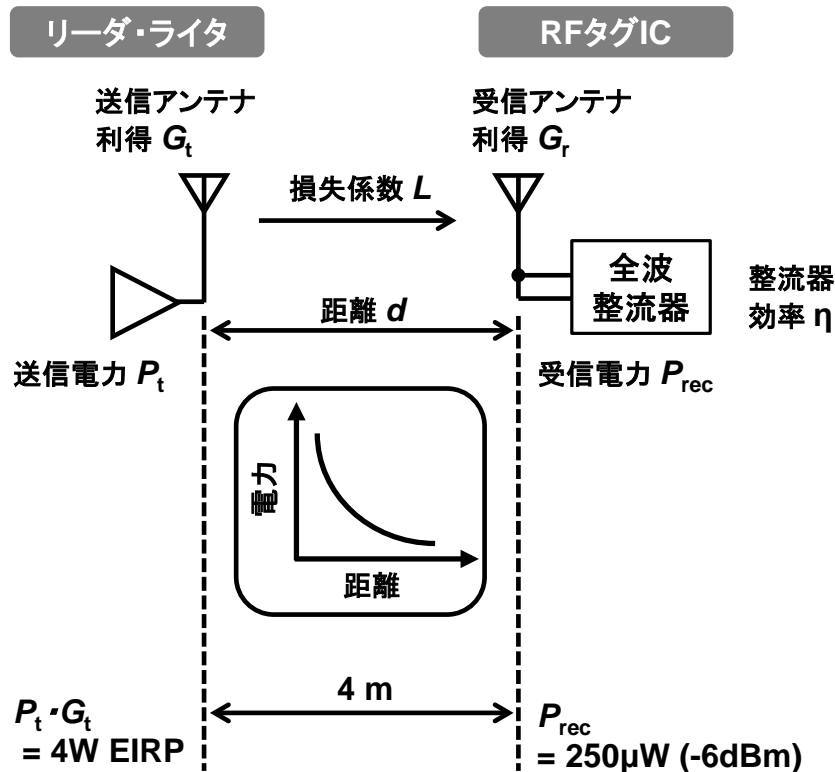 リーダ・ライタ
RFタグIC
送信アンテナ
利得 Gt
受信アンテナ
利得 Gr
損失係数 L
全波
整流器
整流器
効率 η
距離 d
送信電力 Pt
受信電力 Prec
電力
距離
4 m
Pt・Gt
= 4W EIRP
Prec
= 250µW (-6dBm)